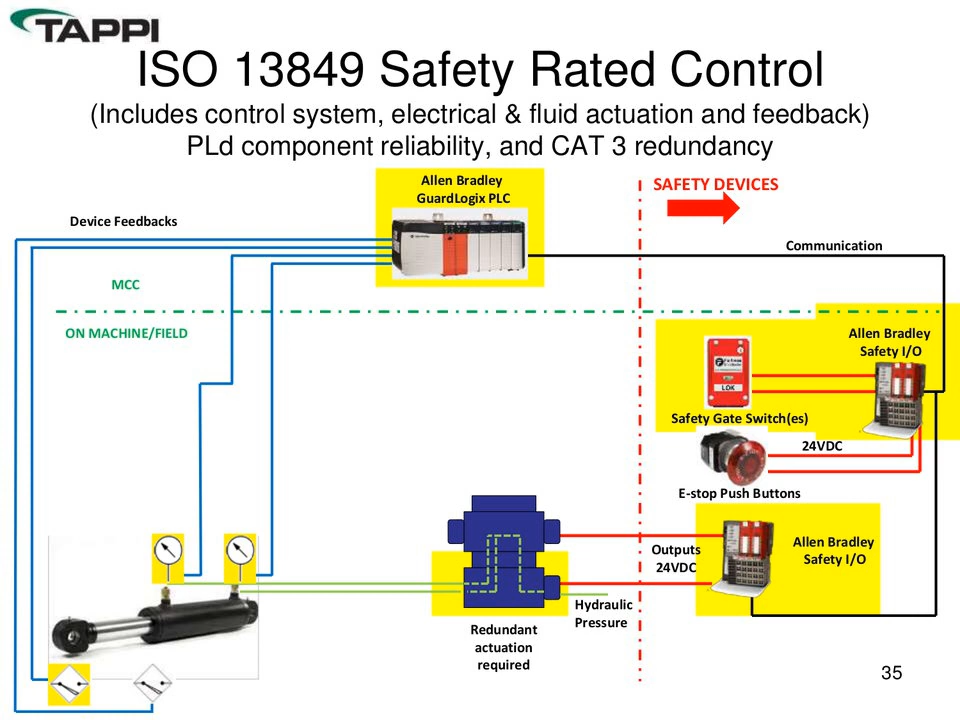 TAPPI
ISO 13849 Safety Rated Control
(Includes control system, electrical & fluid actuation and feedback)
PLd component reliability, and CAT 3 redundancy
Allen Bradley
GuardLogix PLC
SAFETY DEVICES
Device Feedbacks
Communication
MCC
ON MACHINE/FIELD
Allen Bradley
Safety I/O
LOK
Safety Gate Switch(es)
24VDC
E-stop Push Buttons
Outputs
24VDC
Allen Bradley
Safety I/O
Hydraulic
Pressure
Redundant
actuation
required
35